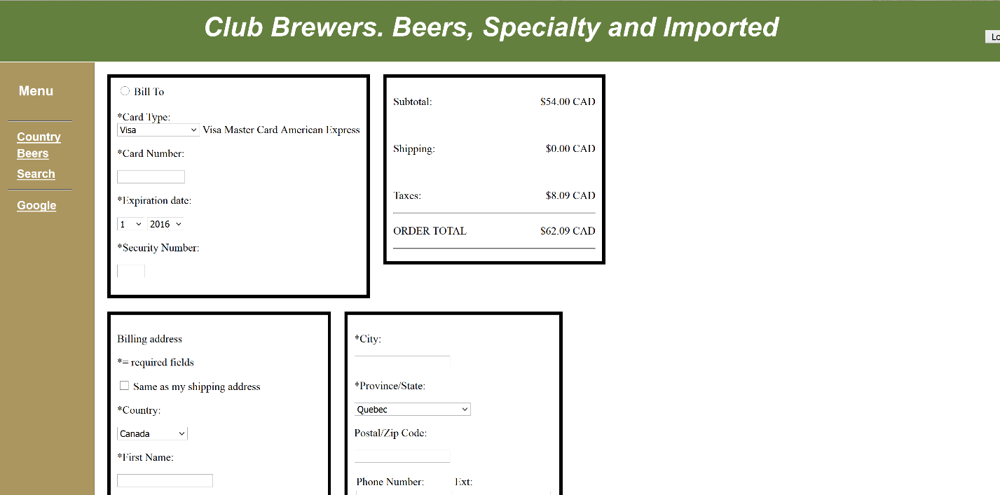 Club Brewers. Beers, Specialty and Imported
Lo
Menu
Country
Beers
Search
Google
Bill To
*Card Type:
Visa Visa Master Card American Express
*Card Number:
*Expiration date:
1 2016
*Security Number:
Subtotal: $54.00 CAD
Shipping: $0.00 CAD
Taxes: $8.09 CAD
ORDER TOTAL $62.09 CAD
Billing address
*= required fields
Same as my shipping address
*Country:
Canada
*First Name:
*City:
*Province/State:
Quebec
Postal/Zip Code:
Phone Number: Ext: